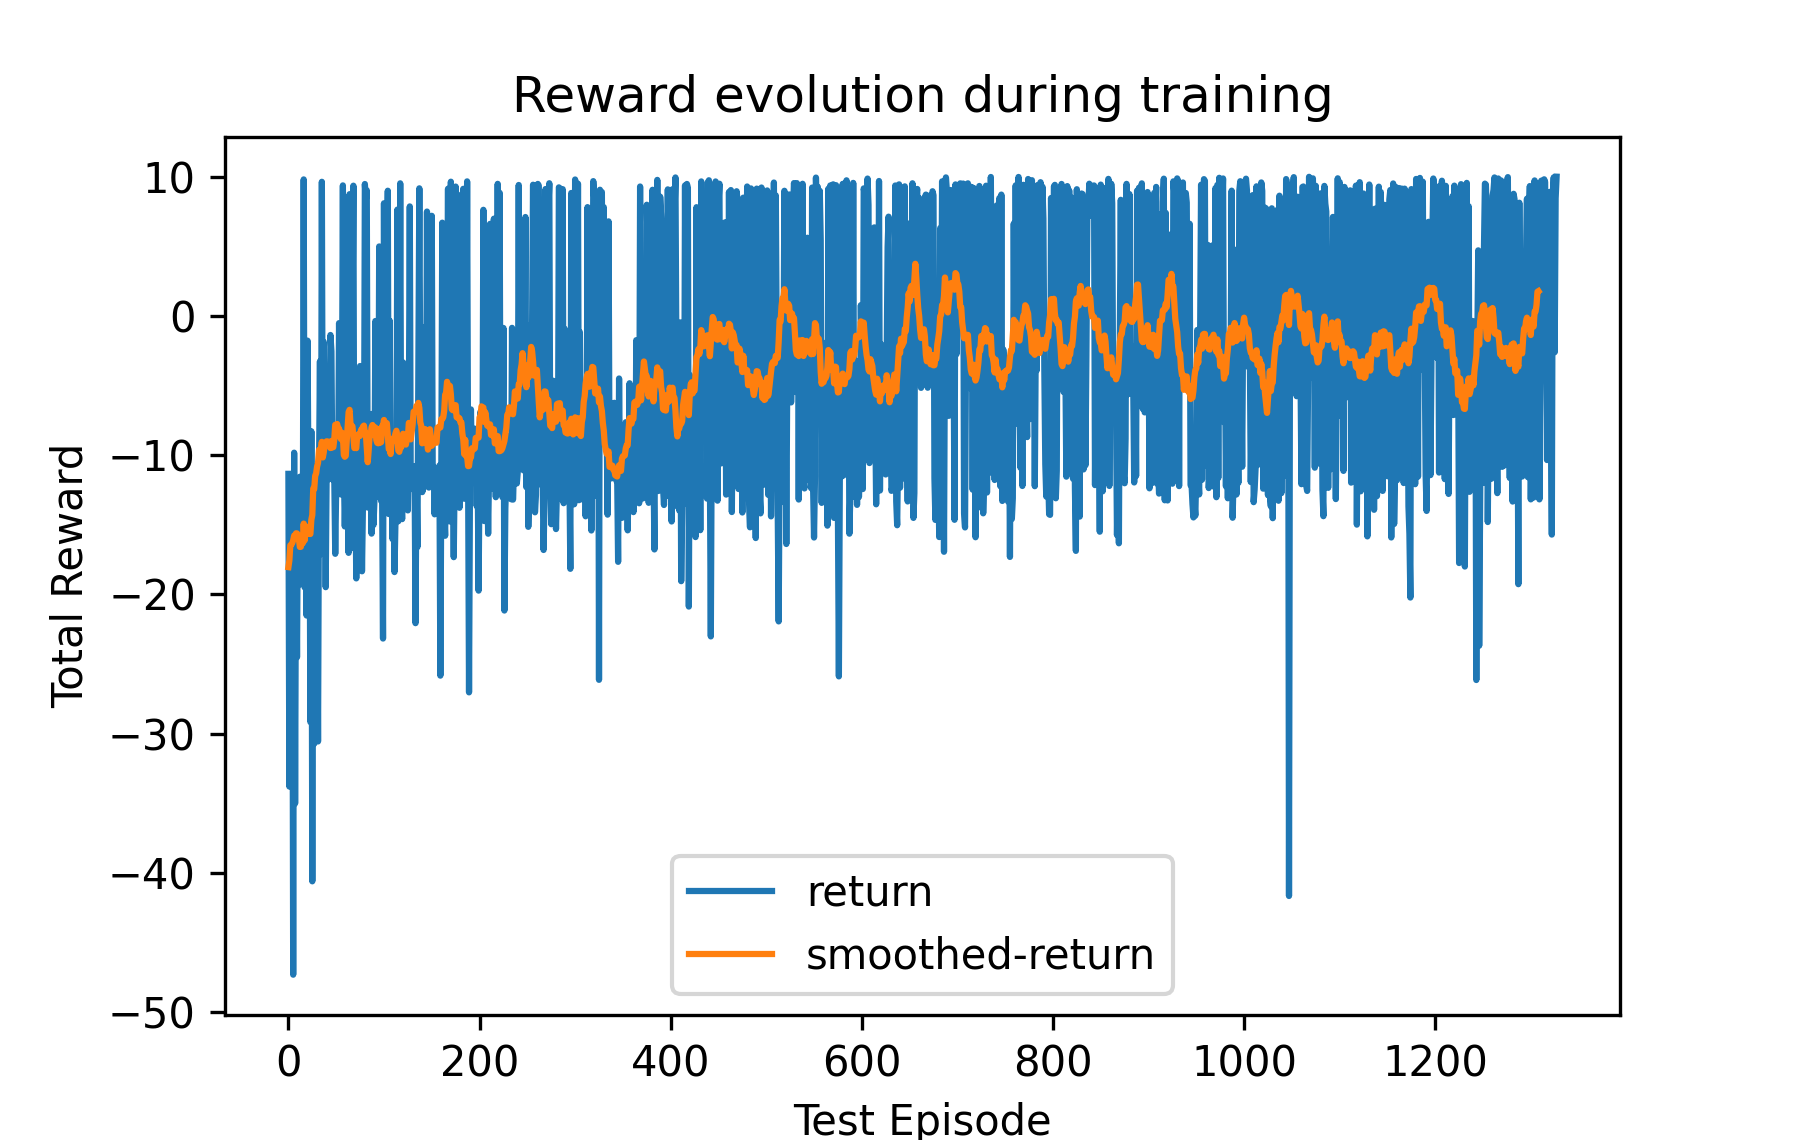 Reward evolution during training
10
0
−10
−20
−30
−40
−50
Total Reward
return
smoothed-return
0 200 400 600 800 1000 1200
Test Episode